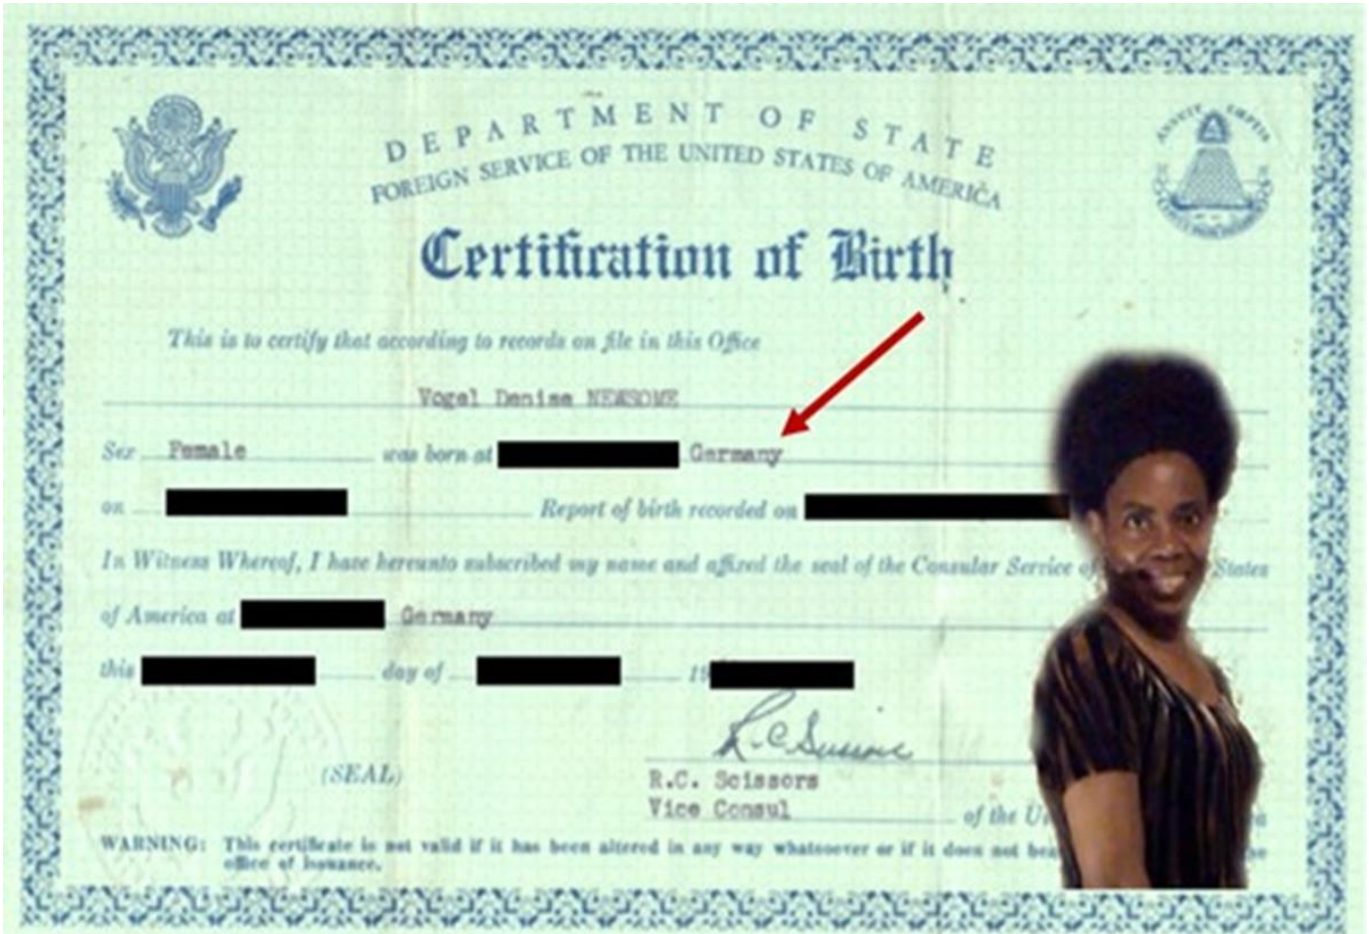 DEPARTMENT OF STATE
FOREIGN SERVICE OF THE UNITED STATES OF AMERICA
ANNUIT CŒPTIS
Certification of Birth
This is to certify that according to records on file in this Office
Vogel Denise NEWSOME
Sex Female was born at Germany
on Report of birth recorded on
In Witness Whereof, I have hereunto subscribed my name and affixed the seal of the Consular Service of States
of America at Germany
this day of 19
(SEAL)
R.C. Scissors
Vice Consul
of the
WARNING: This certificate is not valid if it has been altered in any way whatsoever or if it does not
office of issuance.